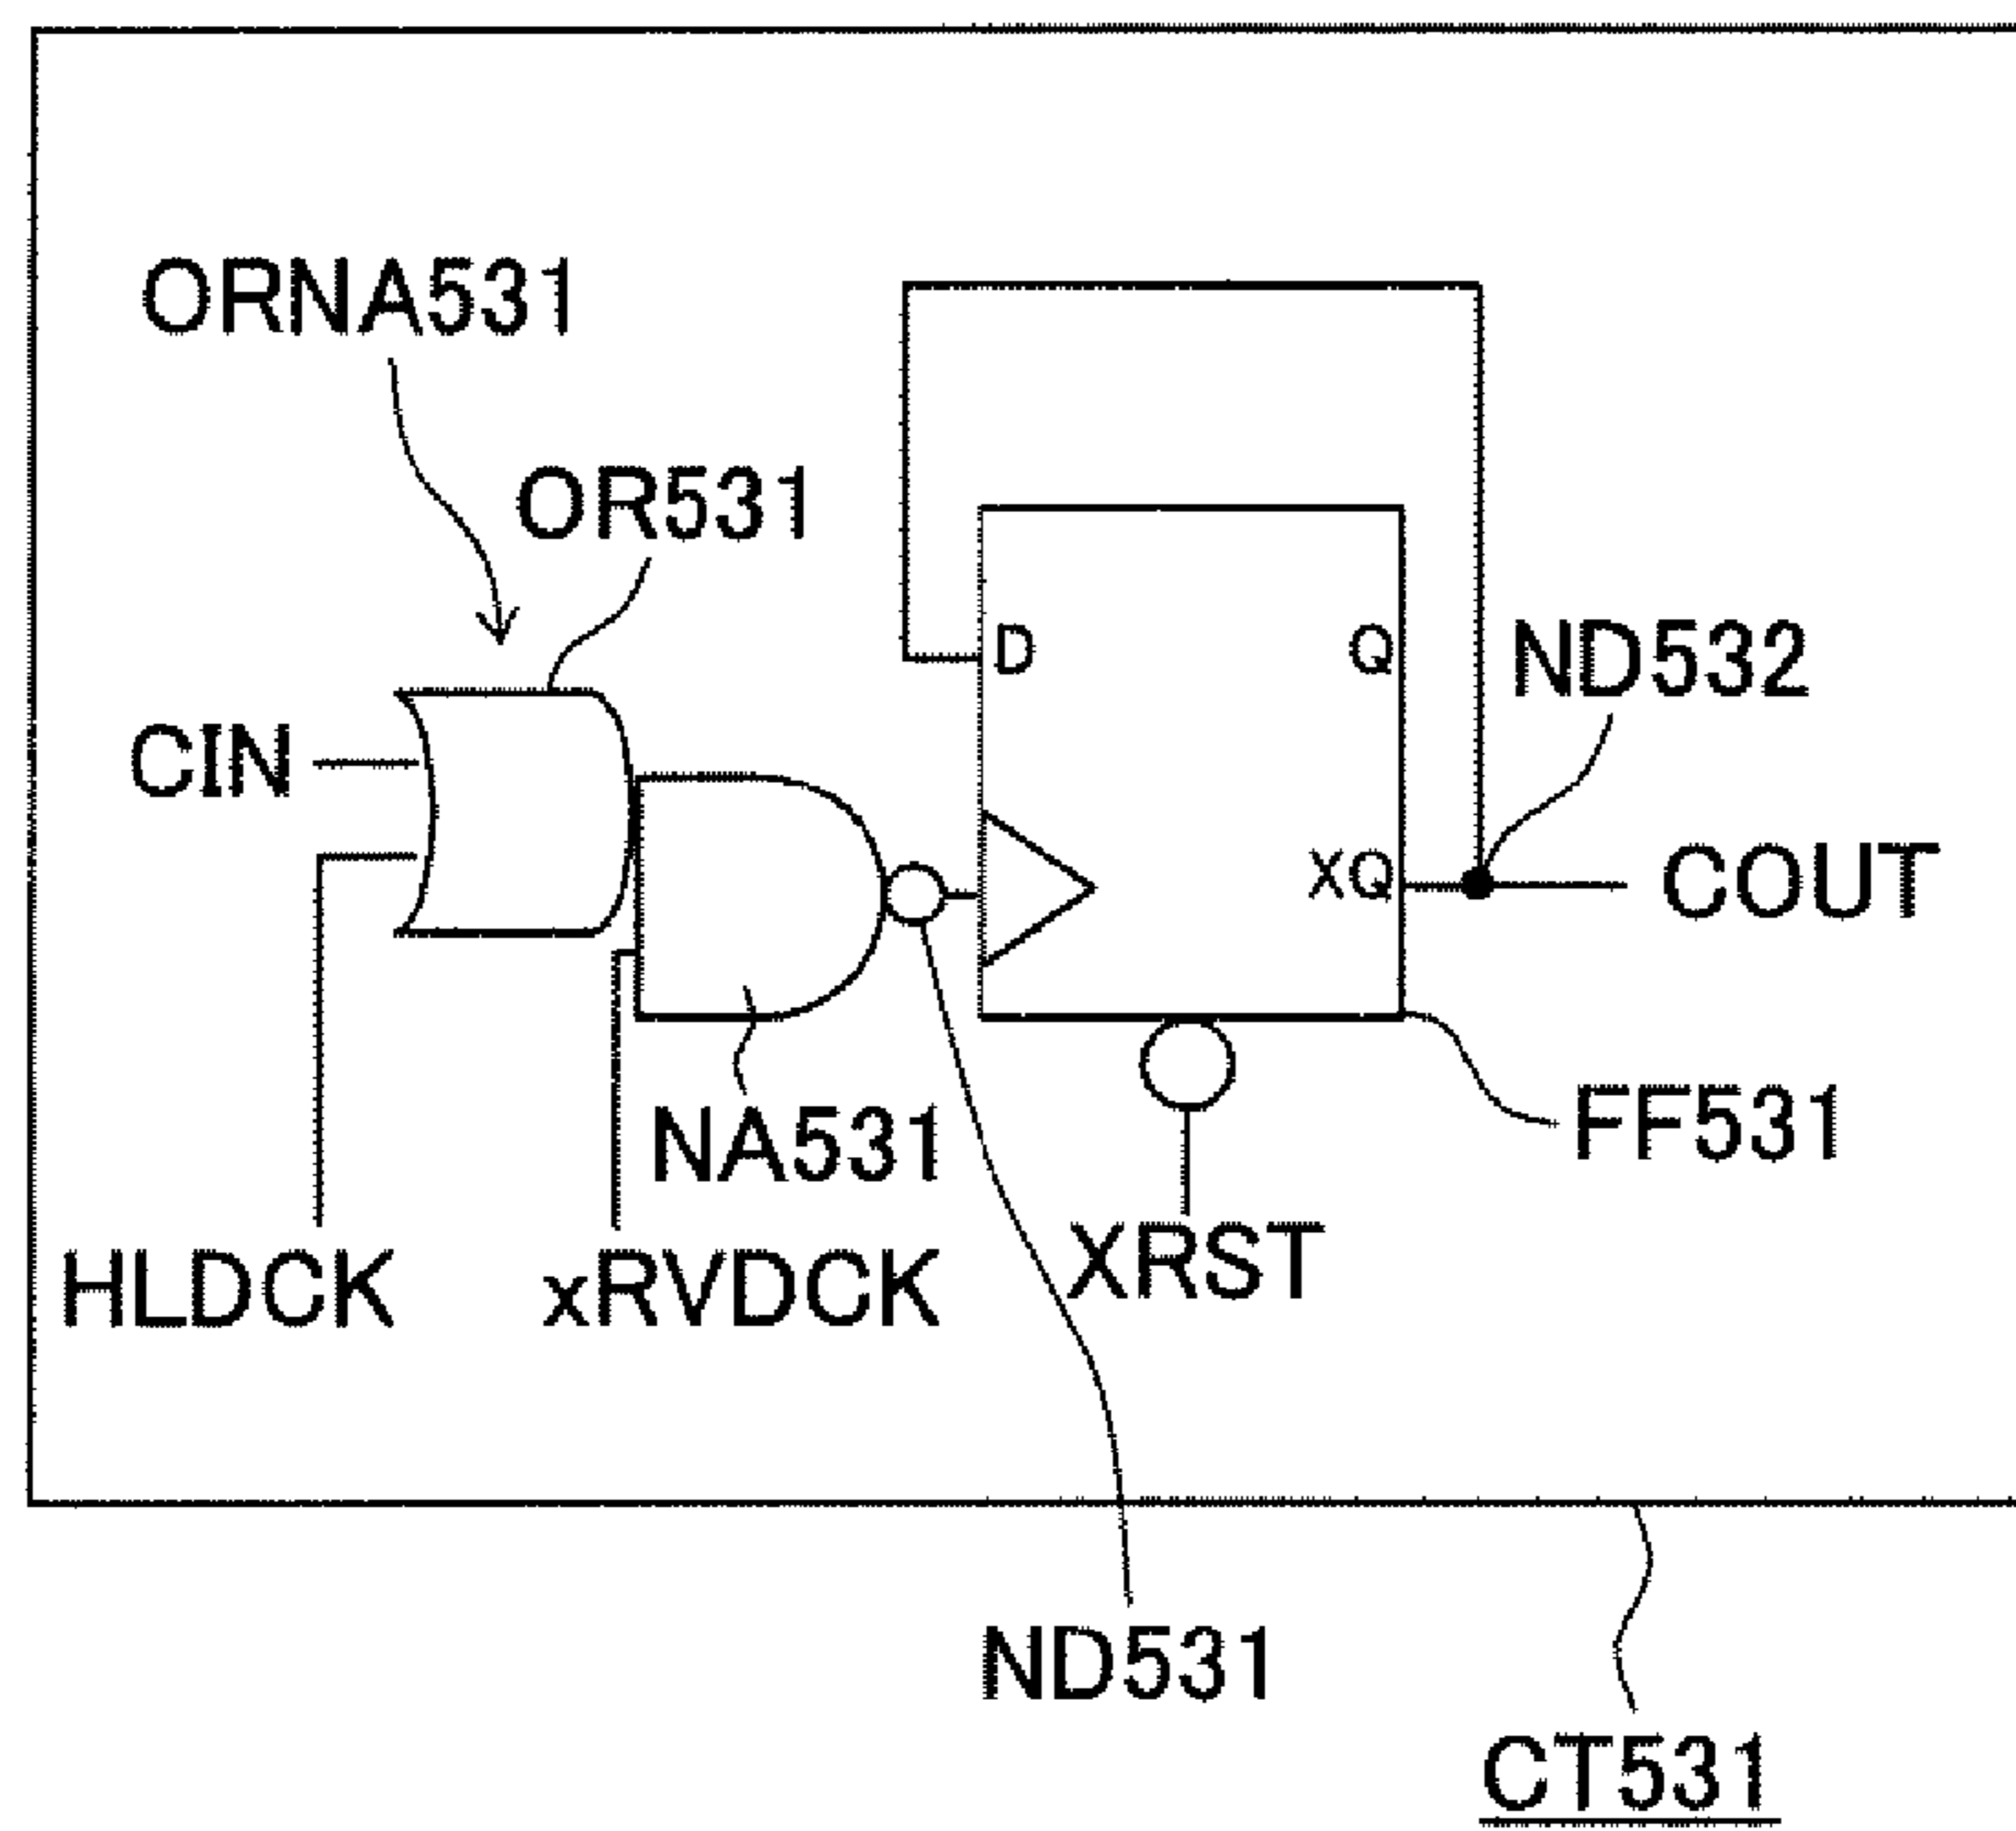 ORNA531
OR531
D
Q
ND532
CIN
XQ
COUT
FF531
NA531
HLDCK
xRVDCK
XRST
ND531
CT531